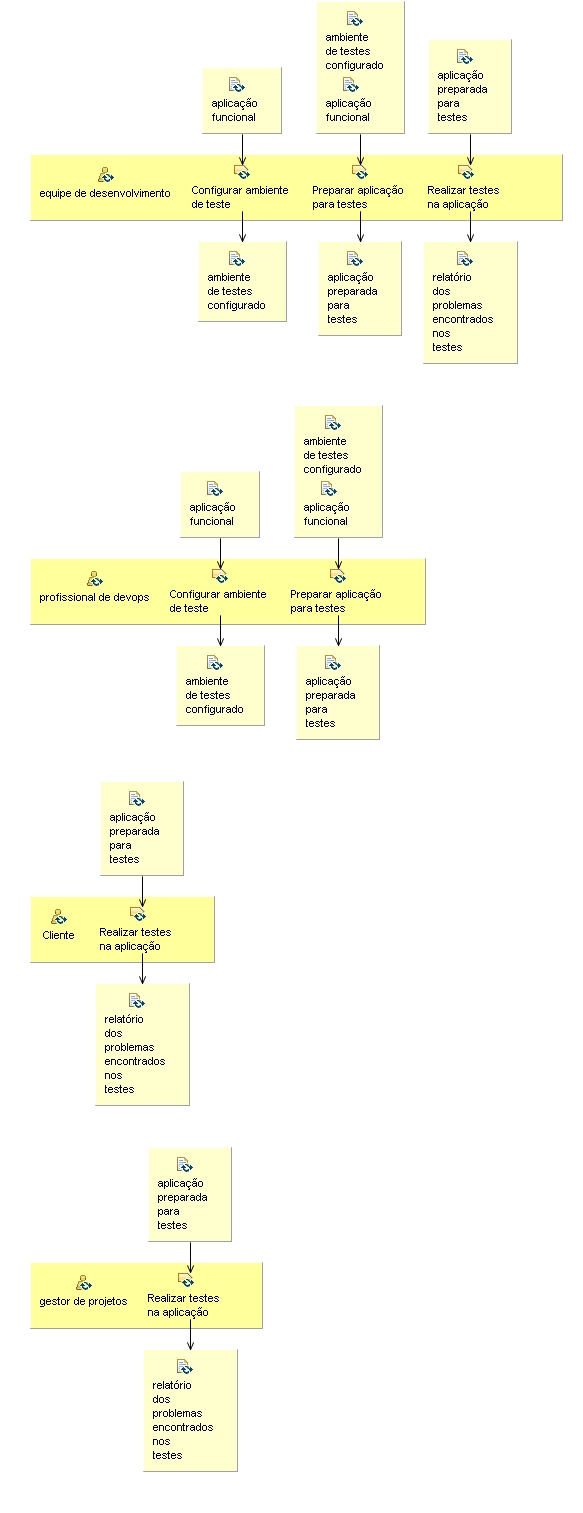 ambiente
de testes
configurado
aplicação
funcional
aplicação
funcional
aplicação
preparada
para
testes
equipe de desenvolvimento
Configurar ambiente
de teste
Preparar aplicação
para testes
Realizar testes
na aplicação
ambiente
de testes
configurado
aplicação
preparada
para
testes
relatório
dos
problemas
encontrados
nos
testes
ambiente
de testes
configurado
aplicação
funcional
aplicação
funcional
profissional de devops
Configurar ambiente
de teste
Preparar aplicação
para testes
ambiente
de testes
configurado
aplicação
preparada
para
testes
aplicação
preparada
para
testes
Cliente
Realizar testes
na aplicação
relatório
dos
problemas
encontrados
nos
testes
aplicação
preparada
para
testes
gestor de projetos
Realizar testes
na aplicação
relatório
dos
problemas
encontrados
nos
testes